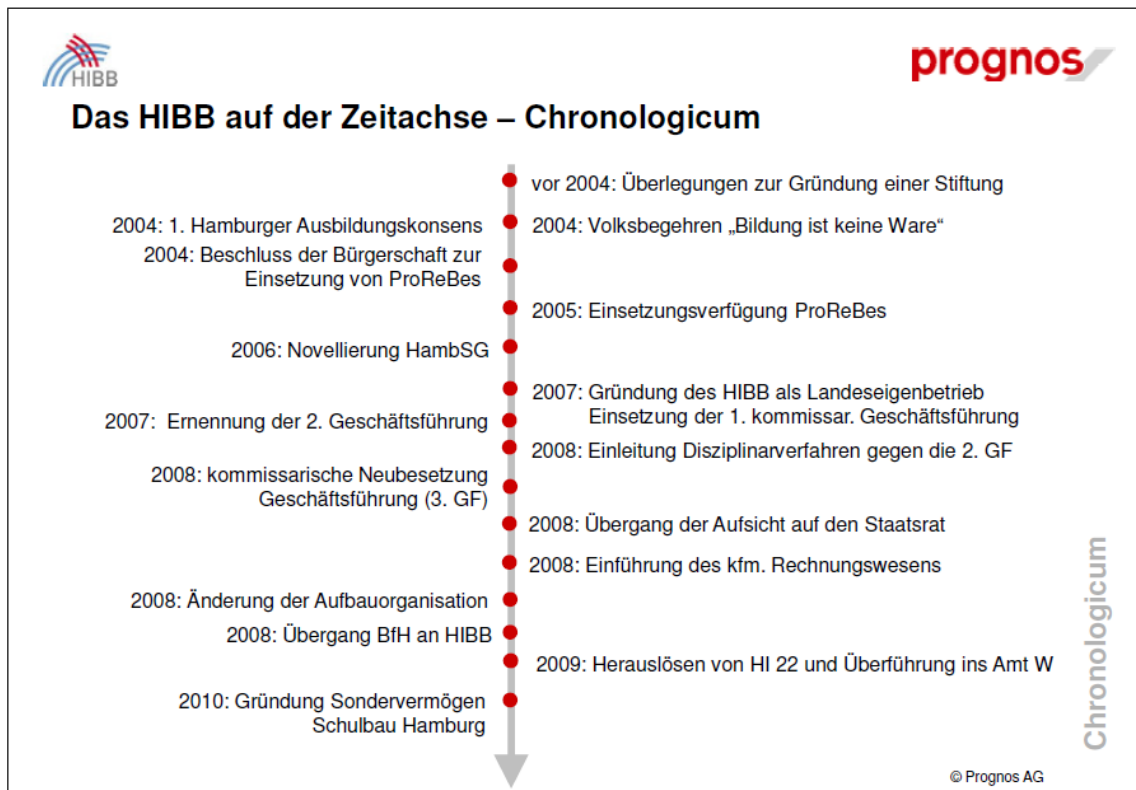 HIBB
prognos
Das HIBB auf der Zeitachse – Chronologicum
vor 2004: Überlegungen zur Gründung einer Stiftung
2004: 1. Hamburger Ausbildungskonsens
2004: Volksbegehren „Bildung ist keine Ware“
2004: Beschluss der Bürgerschaft zur
Einsetzung von ProReBes
2005: Einsetzungsverfügung ProReBes
2006: Novellierung HambSG
2007: Gründung des HIBB als Landeseigenbetrieb
Einsetzung der 1. kommissar. Geschäftsführung
2007: Ernennung der 2. Geschäftsführung
2008: Einleitung Disziplinarverfahren gegen die 2. GF
2008: kommissarische Neubesetzung
Geschäftsführung (3. GF)
2008: Übergang der Aufsicht auf den Staatsrat
2008: Einführung des kfm. Rechnungswesens
2008: Änderung der Aufbauorganisation
2008: Übergang BfH an HIBB
2009: Herauslösen von HI 22 und Überführung ins Amt W
2010: Gründung Sondervermögen
Schulbau Hamburg
Chronologicum
© Prognos AG